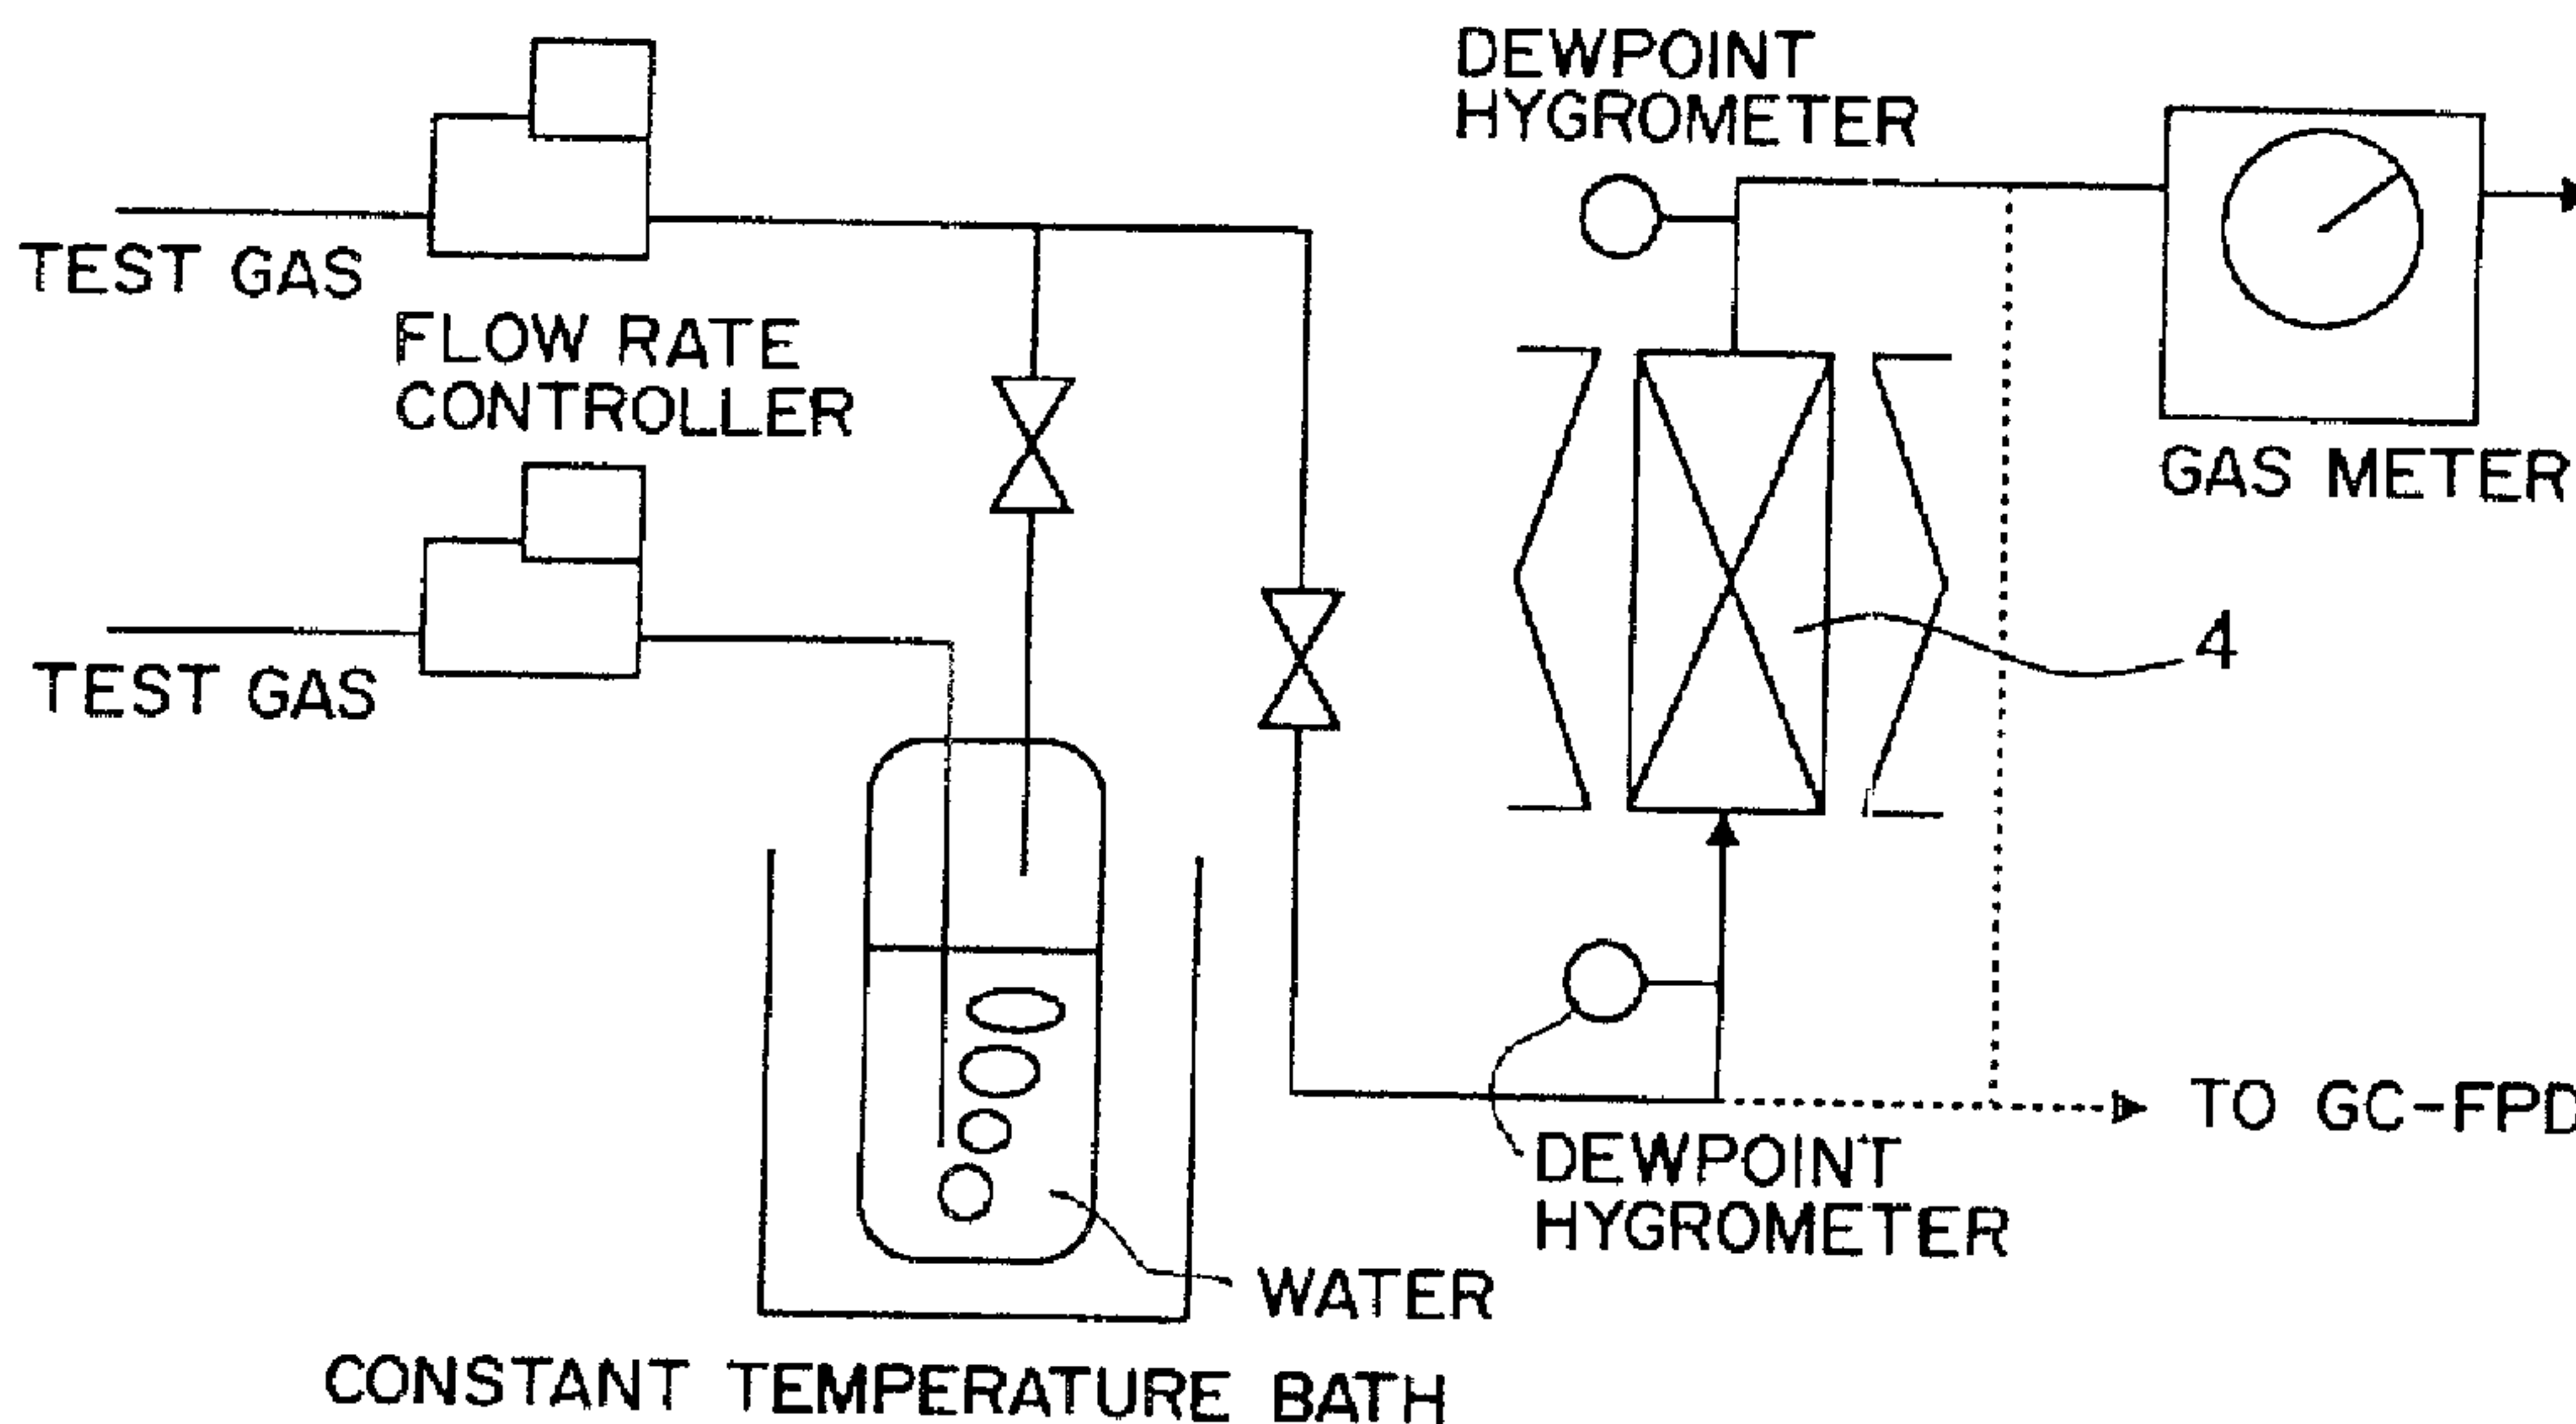 DEWPOINT
HYGROMETER
TEST GAS
FLOW RATE
CONTROLLER
GAS METER
TEST GAS
4
TO GC-FPD
DEWPOINT
HYGROMETER
WATER
CONSTANT TEMPERATURE BATH